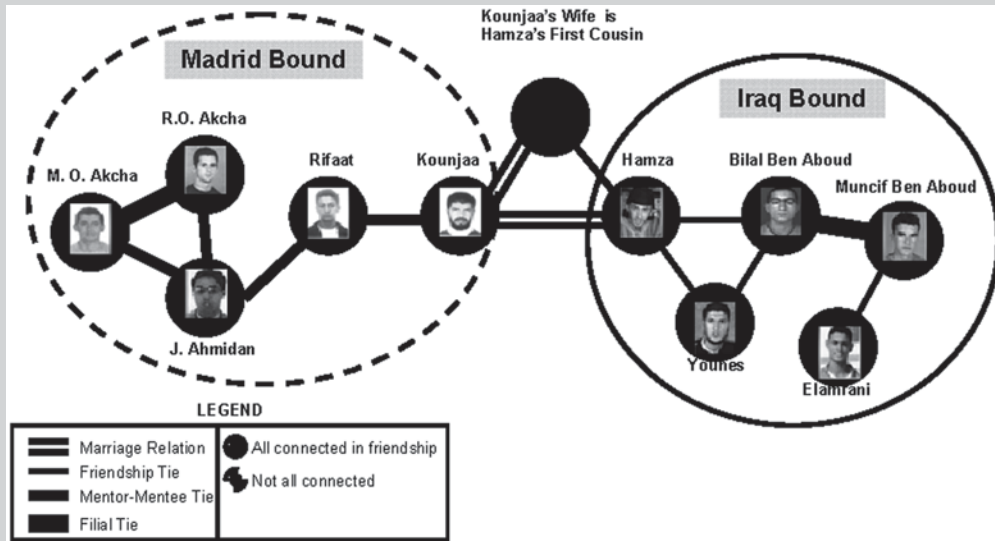 Kounjaa's Wife is
Hamza's First Cousin
Madrid Bound
Iraq Bound
R.O. Akcha
M. O. Akcha
Rifaat
Kounjaa
Hamza
Bilal Ben Aboud
Muncif Ben Aboud
J. Ahmidan
Younes
Elamrani
LEGEND
Marriage Relation
Friendship Tie
Mentor-Mentee Tie
Filial Tie
All connected in friendship
Not all connected